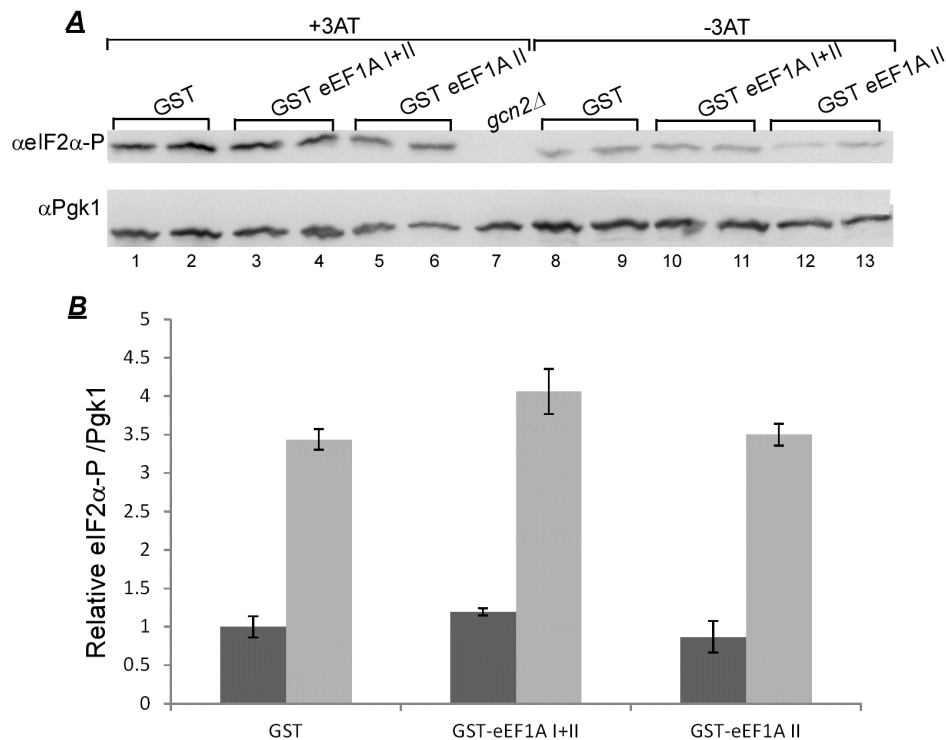 A
+3AT -3AT
GST GST eEF1A I+II GST eEF1A II gcn2Δ GST GST eEF1A I+II GST eEF1A II
αeIF2α-P
αPgk1
1 2 3 4 5 6 7 8 9 10 11 12 13
B
5
4.5
4
3.5
3
2.5
2
1.5
1
0.5
0
Relative eIF2α-P /Pgk1
GST GST-eEF1A I+II GST-eEF1A II